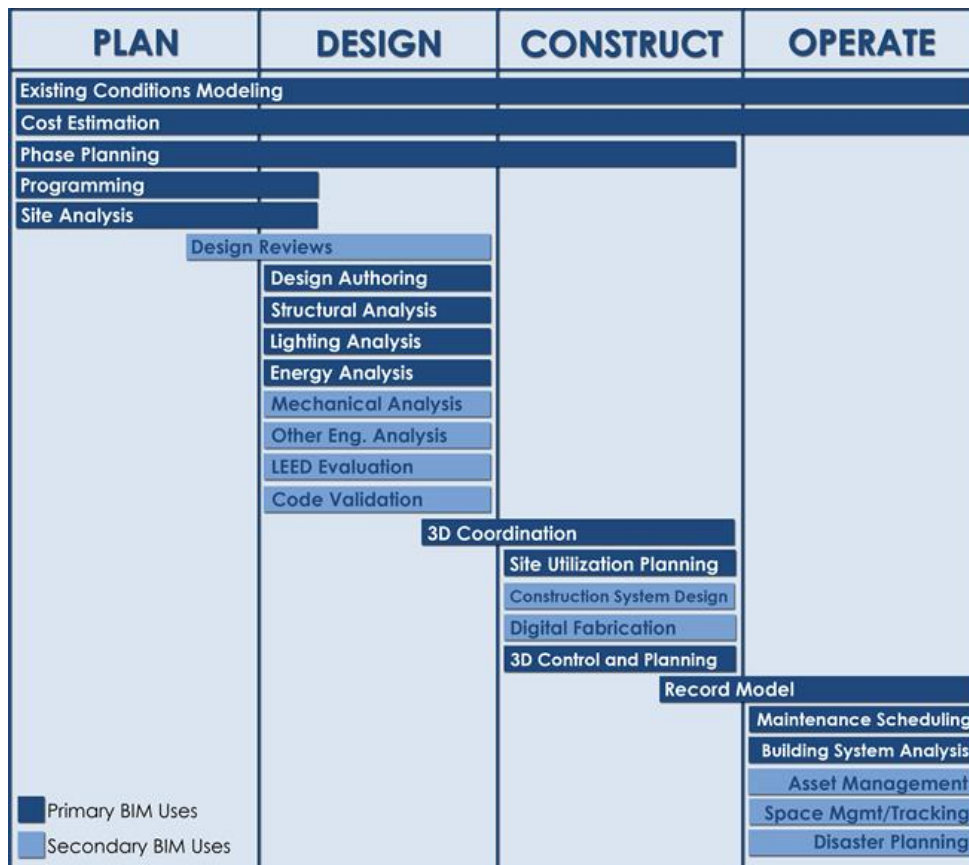 PLAN DESIGN CONSTRUCT OPERATE
Existing Conditions Modeling
Cost Estimation
Phase Planning
Programming
Site Analysis
Design Reviews
Design Authoring
Structural Analysis
Lighting Analysis
Energy Analysis
Mechanical Analysis
Other Eng. Analysis
LEED Evaluation
Code Validation
3D Coordination
Site Utilization Planning
Construction System Design
Digital Fabrication
3D Control and Planning
Record Model
Maintenance Scheduling
Building System Analysis
Asset Management
Space Mgmt/Tracking
Disaster Planning
Primary BIM Uses
Secondary BIM Uses